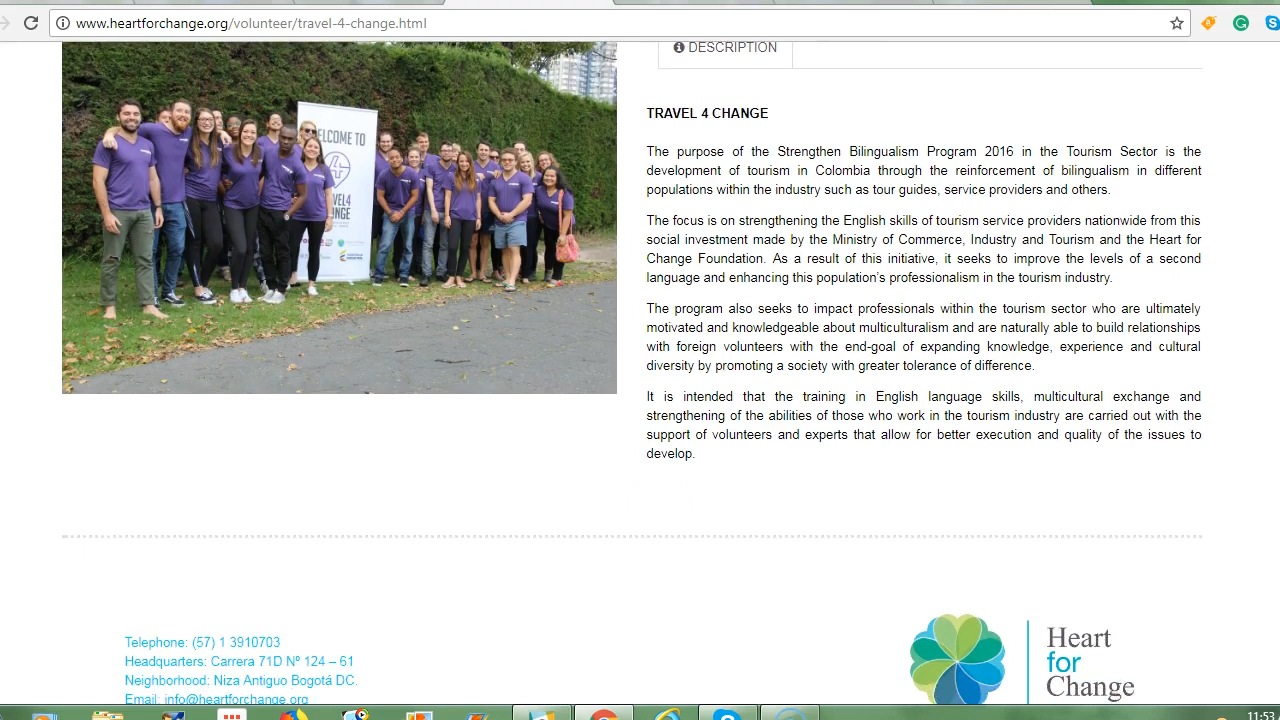 www.heartforchange.org/volunteer/travel-4-change.html
DESCRIPTION
WELCOME TO
TRAVEL 4 CHANGE
The purpose of the Strengthen Bilingualism Program 2016 in the Tourism Sector is the
development of tourism in Colombia through the reinforcement of bilingualism in different
populations within the industry such as tour guides, service providers and others.
The focus is on strengthening the English skills of tourism service providers nationwide from this
social investment made by the Ministry of Commerce, Industry and Tourism and the Heart for
Change Foundation. As a result of this initiative, it seeks to improve the levels of a second
language and enhancing this population's professionalism in the tourism industry.
The program also seeks to impact professionals within the tourism sector who are ultimately
motivated and knowledgeable about multiculturalism and are naturally able to build relationships
with foreign volunteers with the end-goal of expanding knowledge, experience and cultural
diversity by promoting a society with greater tolerance of difference.
It is intended that the training in English language skills, multicultural exchange and
strengthening of the abilities of those who work in the tourism industry are carried out with the
support of volunteers and experts that allow for better execution and quality of the issues to
develop.
Telephone: (57) 1 3910703
Headquarters: Carrera 71D Nº 124 – 61
Neighborhood: Niza Antiguo Bogotá DC.
Email: info@heartforchange.org
Heart
for
Change
11:53